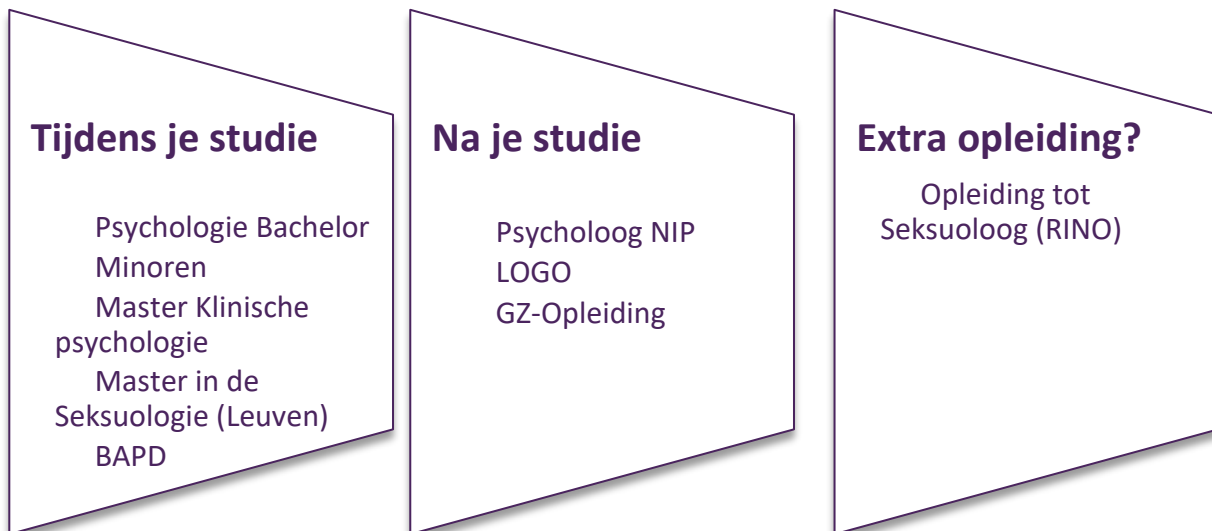 Tijdens je studie
Psychologie Bachelor
Minoren
Master Klinische
psychologie
Master in de
Seksuologie (Leuven)
BAPD
Na je studie
Psycholoog NIP
LOGO
GZ-Opleiding
Extra opleiding?
Opleiding tot
Seksuoloog (RINO)